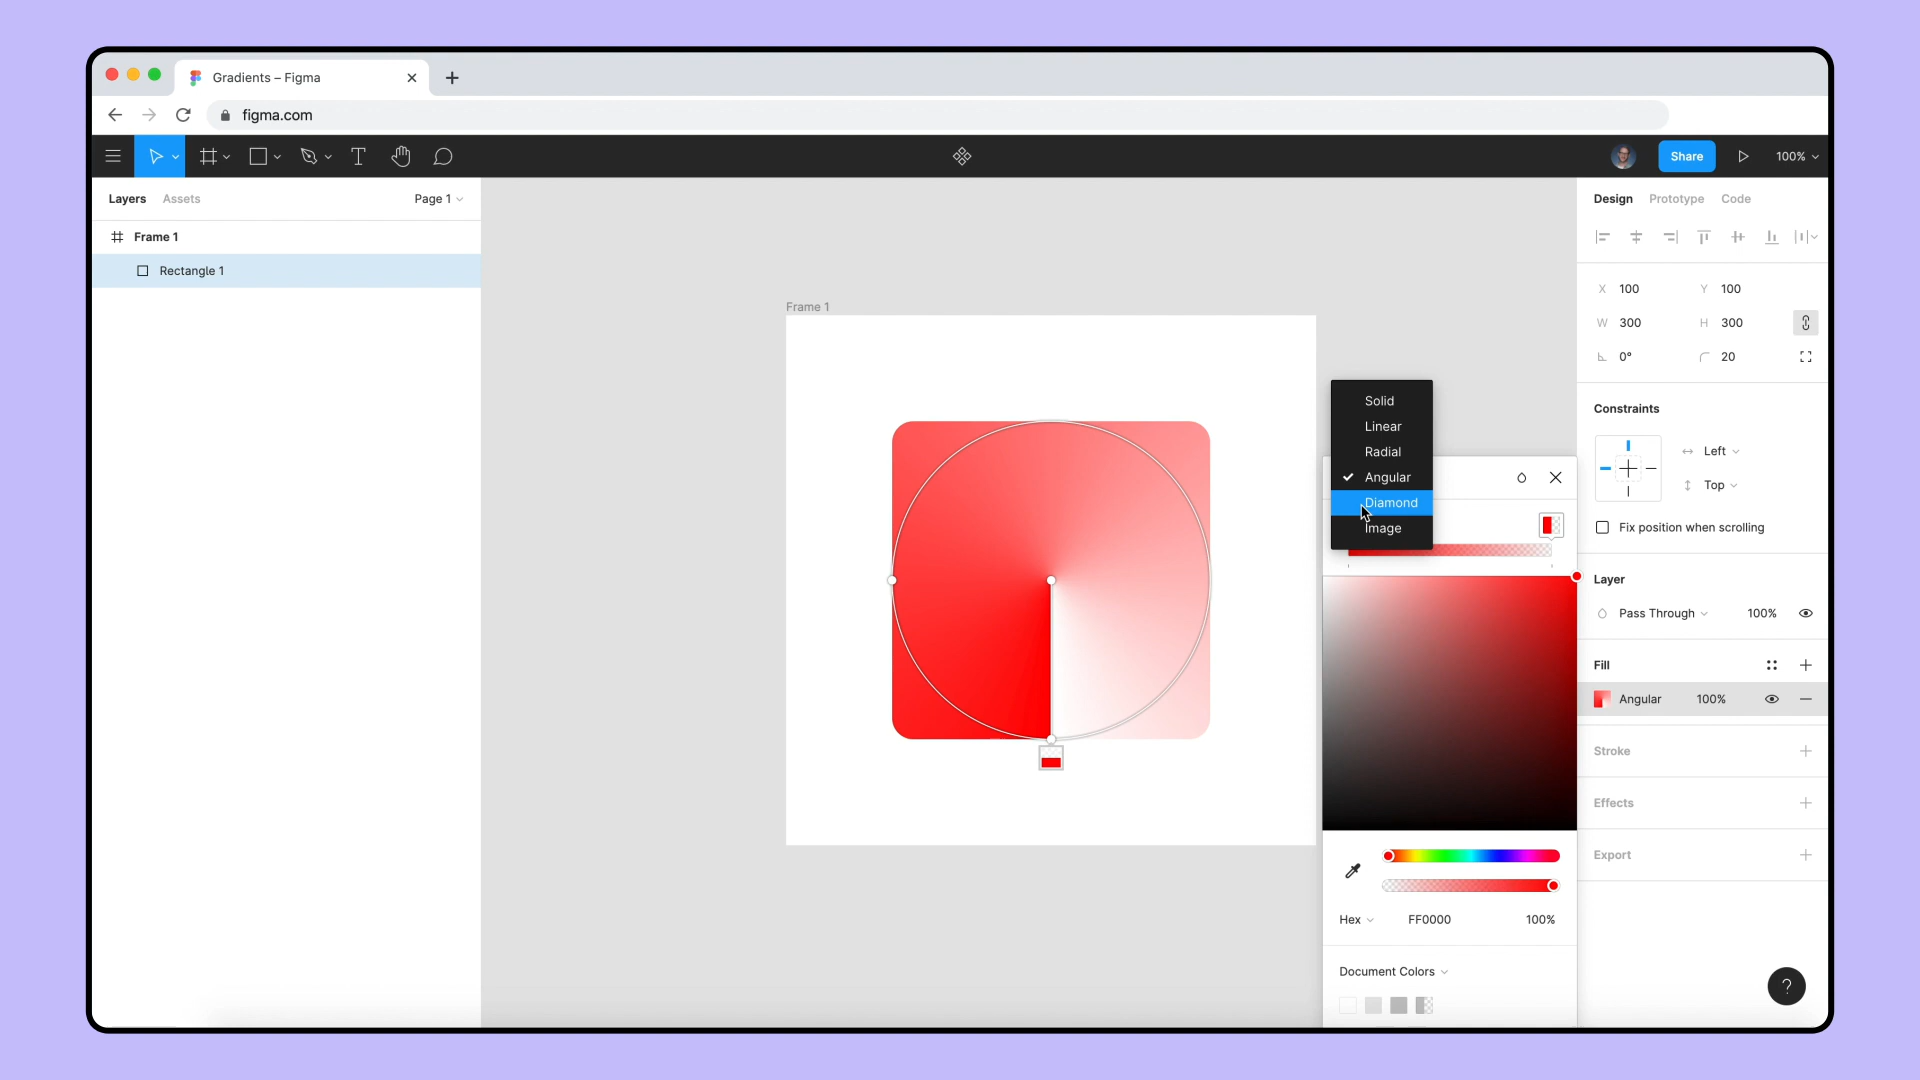 Gradients – Figma
figma.com
Share
100%
Layers
Assets
Page 1
Frame 1
Rectangle 1
Frame 1
Solid
Linear
Radial
Angular
Diamond
Image
Hex
FF0000
100%
Document Colors
Design
Prototype
Code
X 100
Y 100
W 300
H 300
0°
20
Constraints
Left
Top
Fix position when scrolling
Layer
Pass Through
100%
Fill
Angular
100%
Stroke
Effects
Export
?